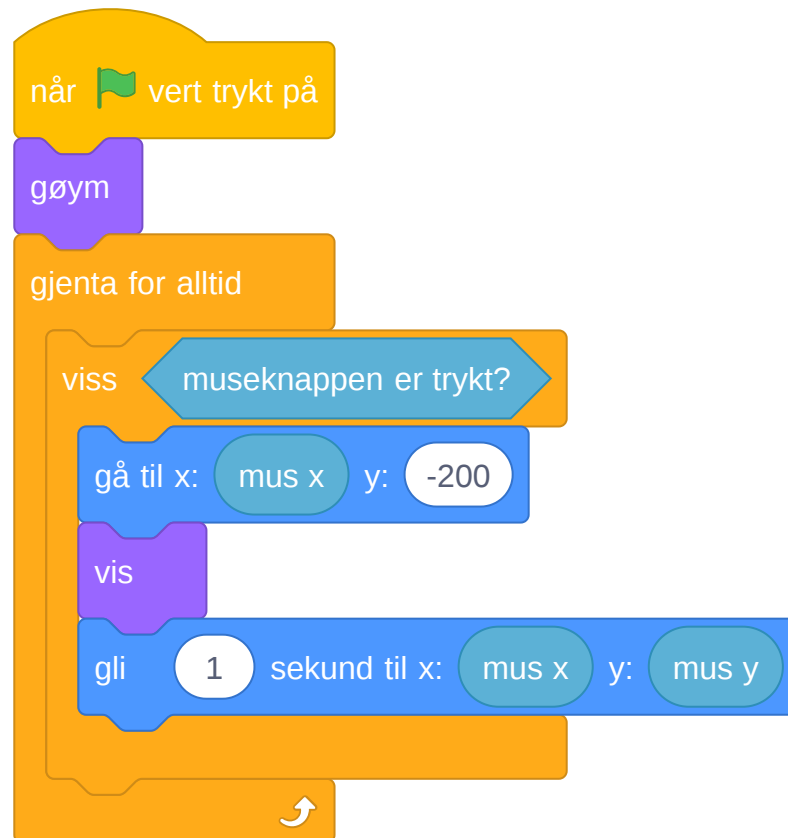 når vert trykt på
gøym
gjenta for alltid
viss museknappen er trykt?
gå til x: mus x y: -200
vis
gli 1 sekund til x: mus x y: mus y